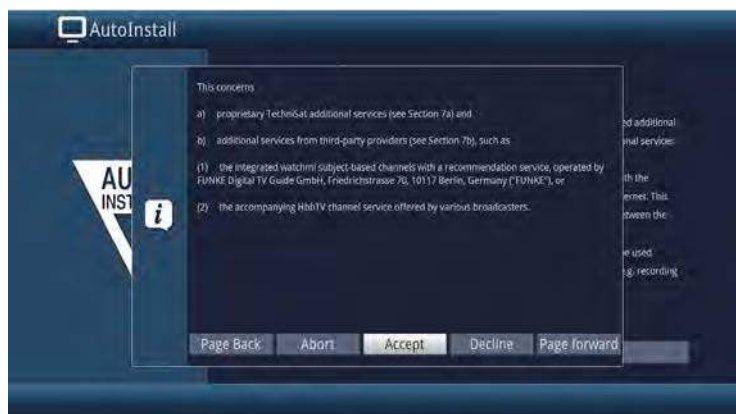 AutoInstall
This concerns
a) proprietary TechniSat additional services (see Section 7a) and
b) additional services from third-party providers (see Section 7b), such as
(1) the integrated watchmi subject-based channels with a recommendation service, operated by
FUNKE Digital TV Guide GmbH, Friedrichstrasse 70, 10117 Berlin, Germany ("FUNKE"), or
(2) the accompanying HbbTV channel service offered by various broadcasters.
AU
INST
i
ed additional
onal services:
th the
ernet. This
etween the
be used
e.g. recording
Page Back Abort Accept Decline Page forward